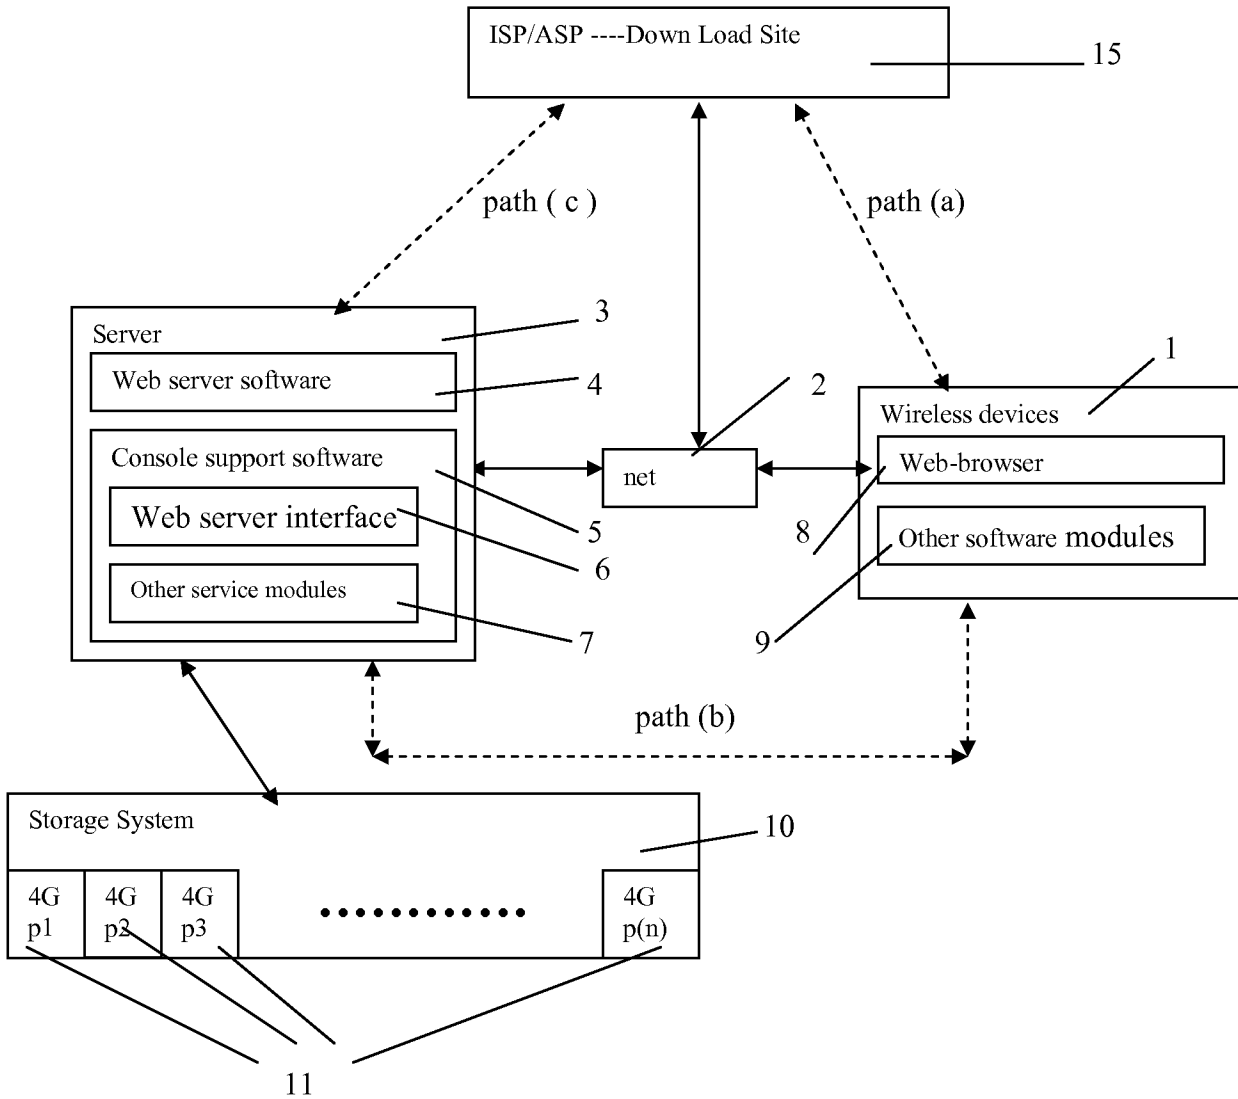 ISP/ASP ----Down Load Site
15
path ( c )
path (a)
Server
3
Web server software
4
Console support software
5
Web server interface
6
Other service modules
7
net
2
1
Wireless devices
Web-browser
8
Other software modules
9
path (b)
Storage System
10
4G
p1
4G
p2
4G
p3
............
4G
p(n)
11